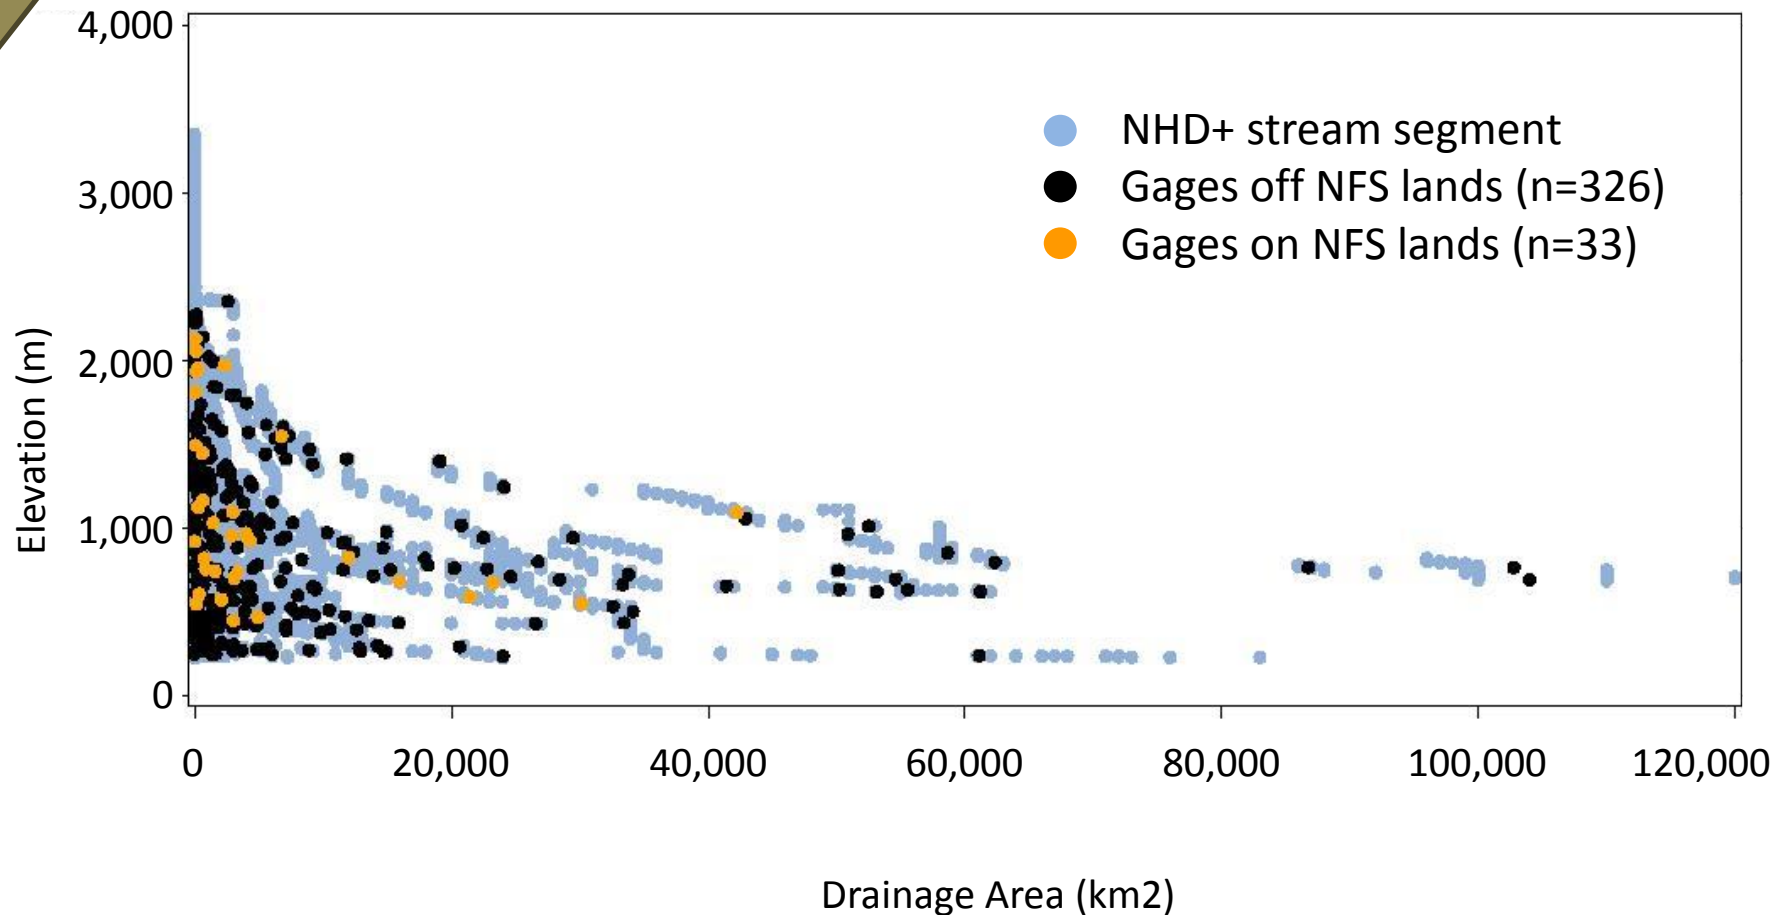 4,000
3,000
2,000
1,000
0
Elevation (m)
NHD+ stream segment
Gages off NFS lands (n=326)
Gages on NFS lands (n=33)
0 20,000 40,000 60,000 80,000 100,000 120,000
Drainage Area (km2)